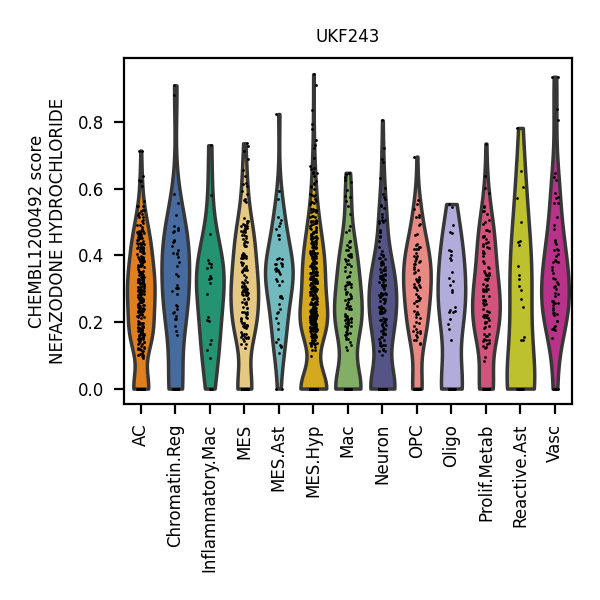 UKF243
CHEMBL1200492 score
NEFAZODONE HYDROCHLORIDE
0.8
0.6
0.4
0.2
0.0
AC
Chromatin.Reg
Inflammatory.Mac
MES
MES.Ast
MES.Hyp
Mac
Neuron
OPC
Oligo
Prolif.Metab
Reactive.Ast
Vasc